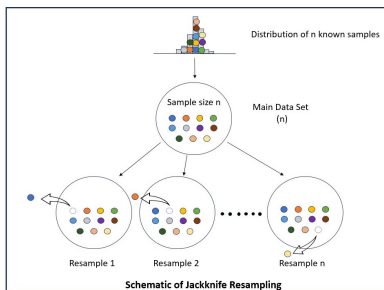 Distribution of n known samples
Sample size n
Main Data Set
(n)
Resample 1
Resample 2
Resample n
Schematic of Jackknife Resampling